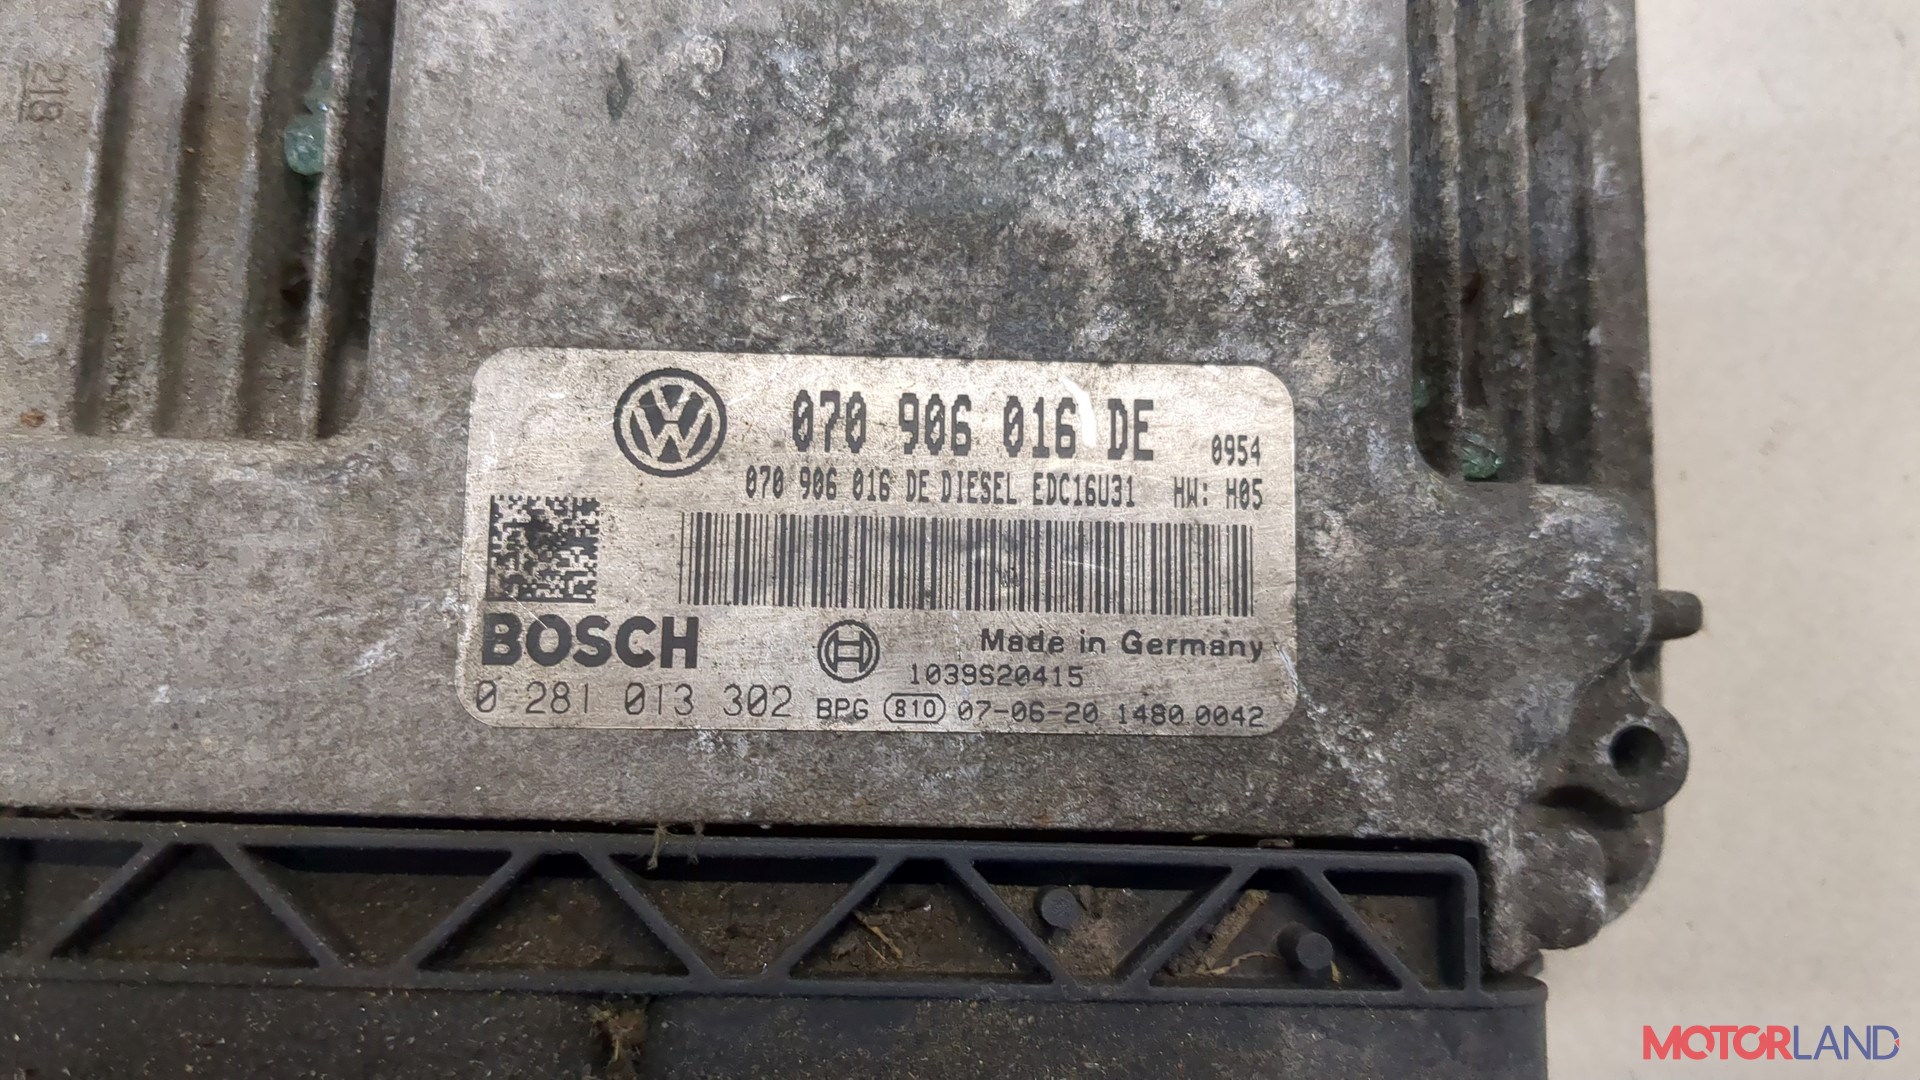 218
070 906 016 DE 0954
070 906 016 DE DIESEL EDC16U31 HW: H05
BOSCH
Made in Germany
1039S20415
0 281 013 302 BPG 810 07-06-20 1480 0042
MOTORLAND